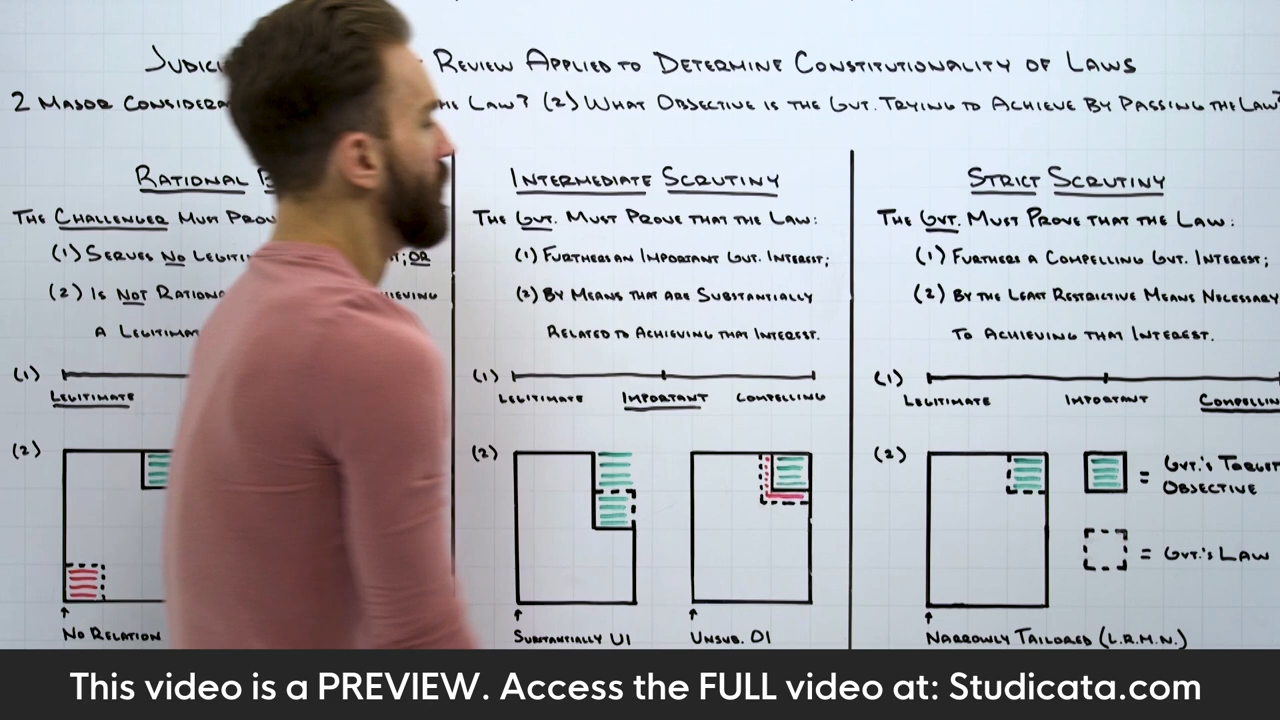 REVIEW APPLIED TO DETERMINE CONSTITUTIONALITY OF LAWS
2 MAJOR LAW? (2) WHAT OBJECTIVE IS THE GVT. TRYING TO ACHIEVE BY PASSING THE LAW?
RATIONAL
THE CHALLENGER MUST
(1) SERVES NO ; OR
(2) IS NOT
A
(1)
LEGITIMATE
(2)
NO RELATION
INTERMEDIATE SCRUTINY
THE GVT. MUST PROVE THAT THE LAW:
(1) FURTHERS AN IMPORTANT GVT. INTEREST;
(2) BY MEANS THAT ARE SUBSTANTIALLY
RELATED TO ACHIEVING THAT INTEREST.
(1)
LEGITIMATE IMPORTANT COMPELLING
(2)
SUBSTANTIALLY UI UNSUB. OI
STRICT SCRUTINY
THE GVT. MUST PROVE THAT THE LAW:
(1) FURTHERS A COMPELLING GVT. INTEREST;
(2) BY THE LEAST RESTRICTIVE MEANS NECESSARY
TO ACHIEVING THAT INTEREST.
(1)
LEGITIMATE IMPORTANT
(2)
= GVT.'S TARGET
OBJECTIVE
= GVT.'S LAW
NARROWLY TAILORED (L.R.M.N.)
This video is a PREVIEW. Access the FULL video at: Studicata.com